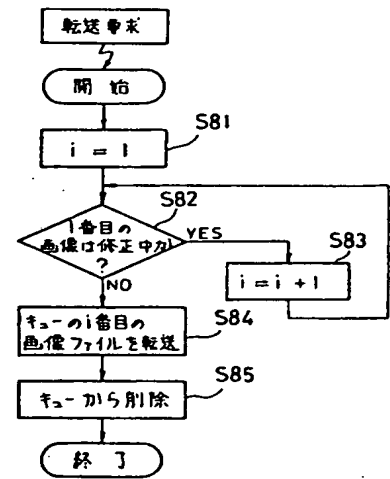 転送要求
開始
S81
i = 1
S82
i番目の
画像は修正中か
?
YES
S83
i = i + 1
NO
キューのi番目の
画像ファイルを転送
S84
S85
キューから削除
終了